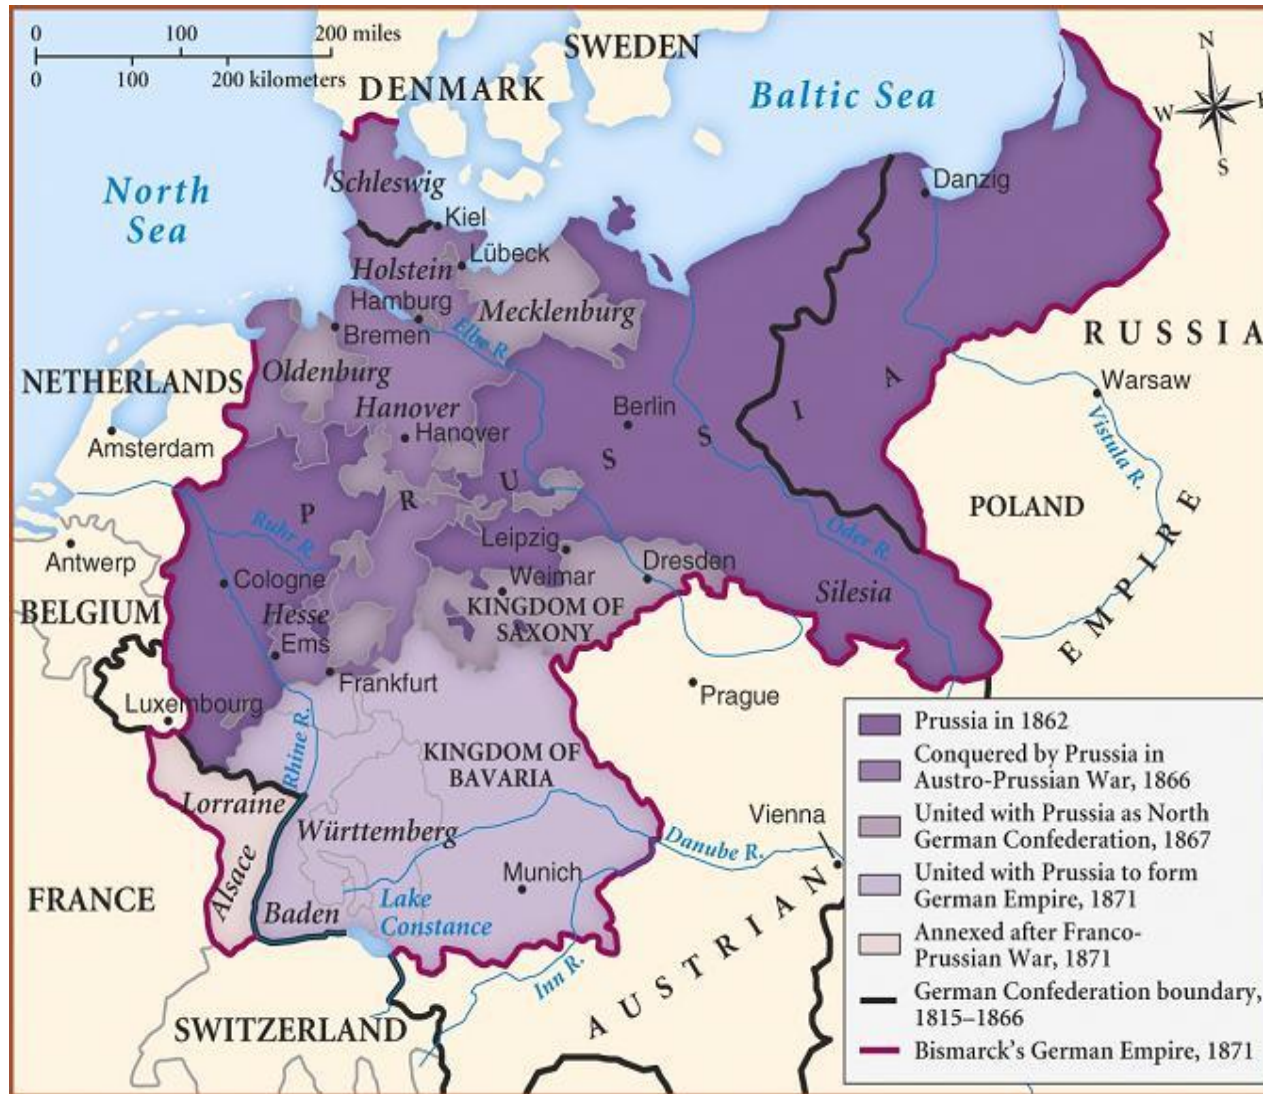 0 100 200 miles
0 100 200 kilometers
SWEDEN
DENMARK
Baltic Sea
N
W E
S
North
Sea
Schleswig
Danzig
Kiel
Lübeck
Holstein
Hamburg
Mecklenburg
Bremen
Elbe R.
RUSSIA
EMPIRE
Oldenburg
NETHERLANDS
Warsaw
Hanover
Hanover
Berlin
Vistula R.
Amsterdam
PRUSSIA
POLAND
Ruhr R.
Oder R.
Leipzig
Antwerp
Dresden
Cologne
Weimar
Silesia
Hesse
KINGDOM OF
SAXONY
BELGIUM
Ems
Frankfurt
Prague
Luxembourg
Rhine R.
KINGDOM OF
BAVARIA
Lorraine
Württemberg
Vienna
Danube R.
Alsace
Munich
FRANCE
Baden
Lake
Constance
Inn R.
AUSTRIAN
SWITZERLAND
Prussia in 1862
Conquered by Prussia in
Austro-Prussian War, 1866
United with Prussia as North
German Confederation, 1867
United with Prussia to form
German Empire, 1871
Annexed after Franco-
Prussian War, 1871
German Confederation boundary,
1815–1866
Bismarck's German Empire, 1871